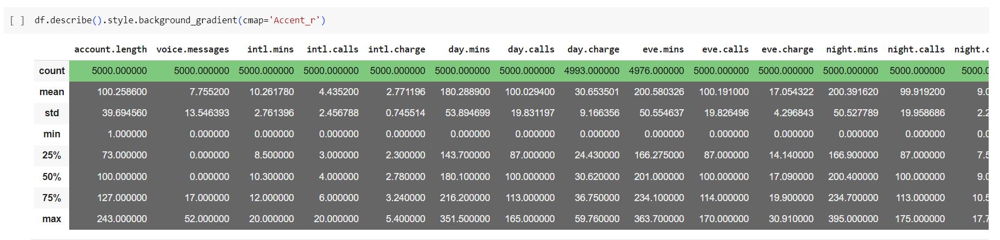 [ ] df.describe().style.background_gradient(cmap='Accent_r')
account.length voice.messages intl.mins intl.calls intl.charge day.mins day.calls day.charge eve.mins eve.calls eve.charge night.mins night.calls night.c
count 5000.000000 5000.000000 5000.000000 5000.000000 5000.000000 5000.000000 5000.000000 4993.000000 4976.000000 5000.000000 5000.000000 5000.000000 5000.000000 5000.0
mean 100.258600 7.755200 10.261780 4.435200 2.771196 180.288900 100.029400 30.653501 200.580326 100.191000 17.054322 200.391620 99.919200 9.0
std 39.694560 13.546393 2.761396 2.456788 0.745514 53.894699 19.831197 9.166356 50.554637 19.826496 4.296843 50.527789 19.958686 2.2
min 1.000000 0.000000 0.000000 0.000000 0.000000 0.000000 0.000000 0.000000 0.000000 0.000000 0.000000 0.000000 0.000000 0.0
25% 73.000000 0.000000 8.500000 3.000000 2.300000 143.700000 87.000000 24.430000 166.275000 87.000000 14.140000 166.900000 87.000000 7.5
50% 100.000000 0.000000 10.300000 4.000000 2.780000 180.100000 100.000000 30.620000 201.000000 100.000000 17.090000 200.400000 100.000000 9.0
75% 127.000000 17.000000 12.000000 6.000000 3.240000 216.200000 113.000000 36.750000 234.100000 114.000000 19.900000 234.700000 113.000000 10.5
max 243.000000 52.000000 20.000000 20.000000 5.400000 351.500000 165.000000 59.760000 363.700000 170.000000 30.910000 395.000000 175.000000 17.7